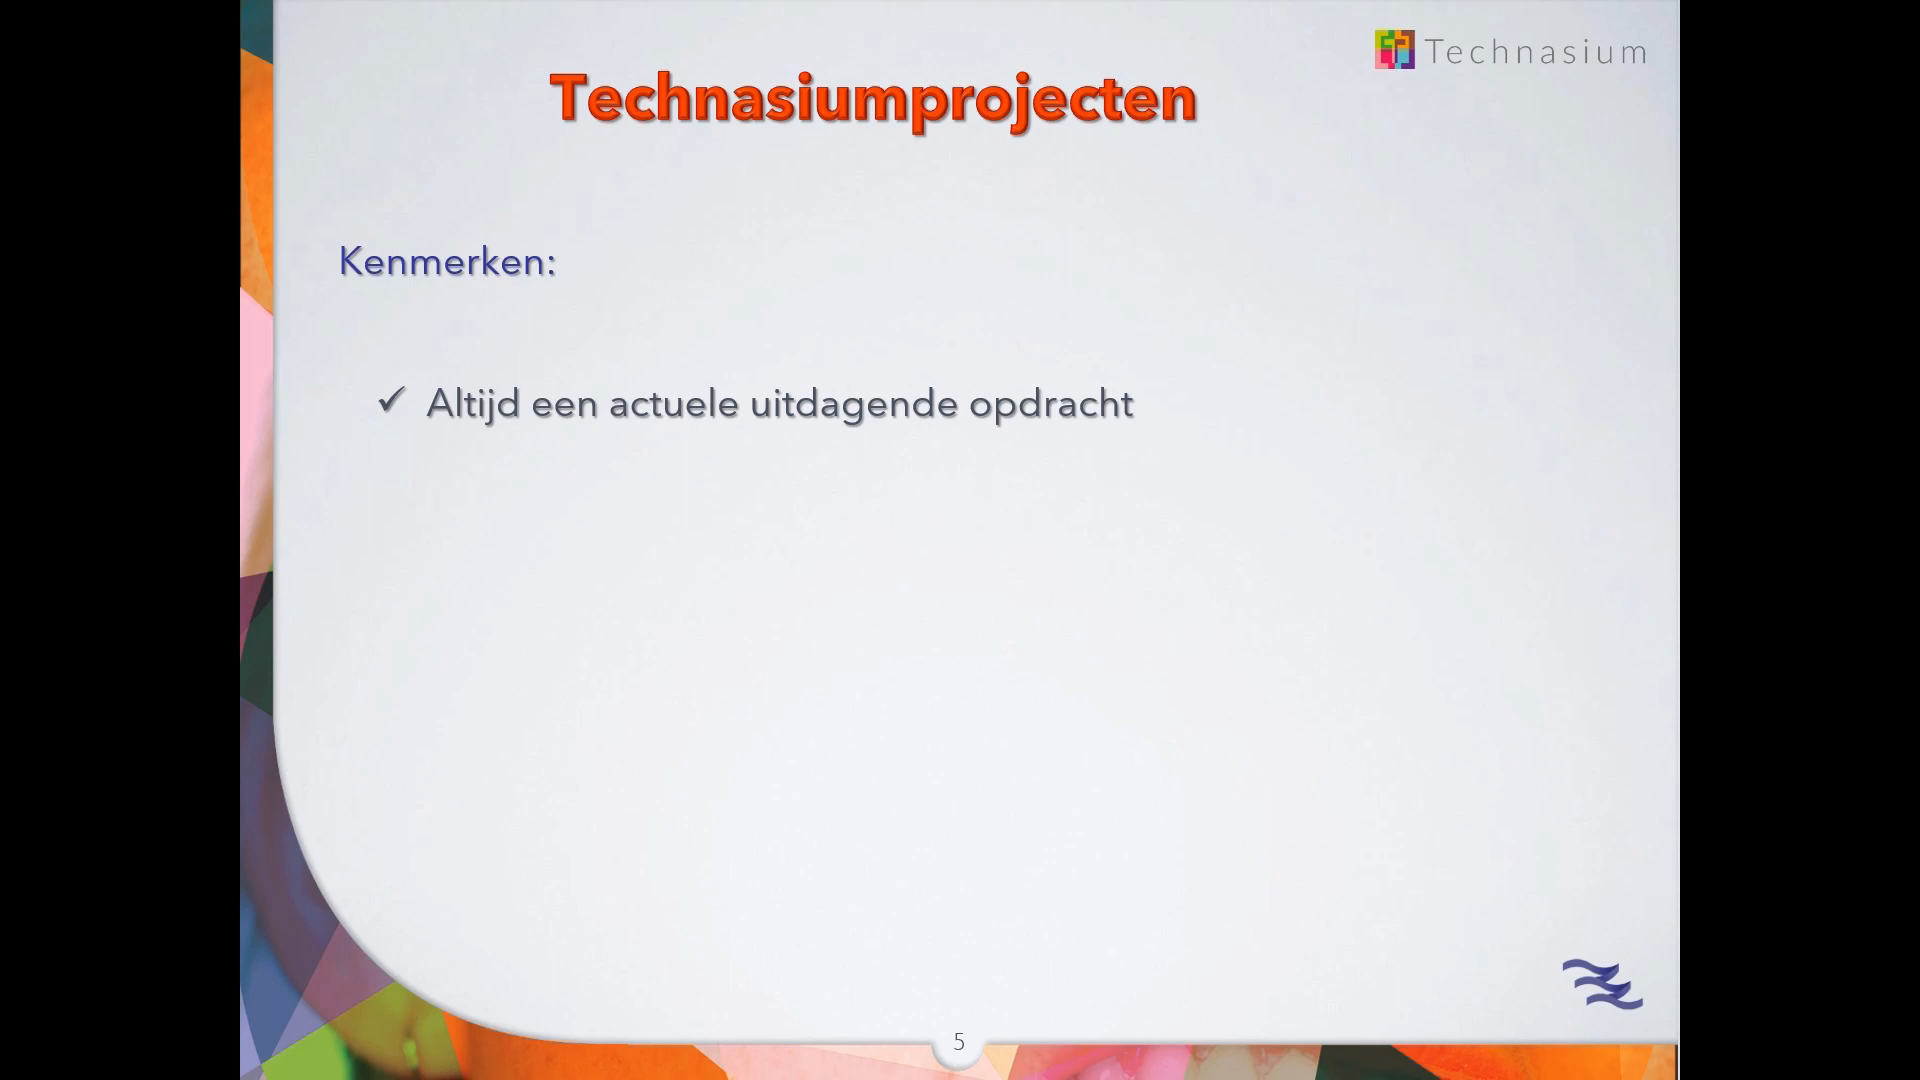 Technasium
Technasiumprojecten
Kenmerken:
✓ Altijd een actuele uitdagende opdracht
5